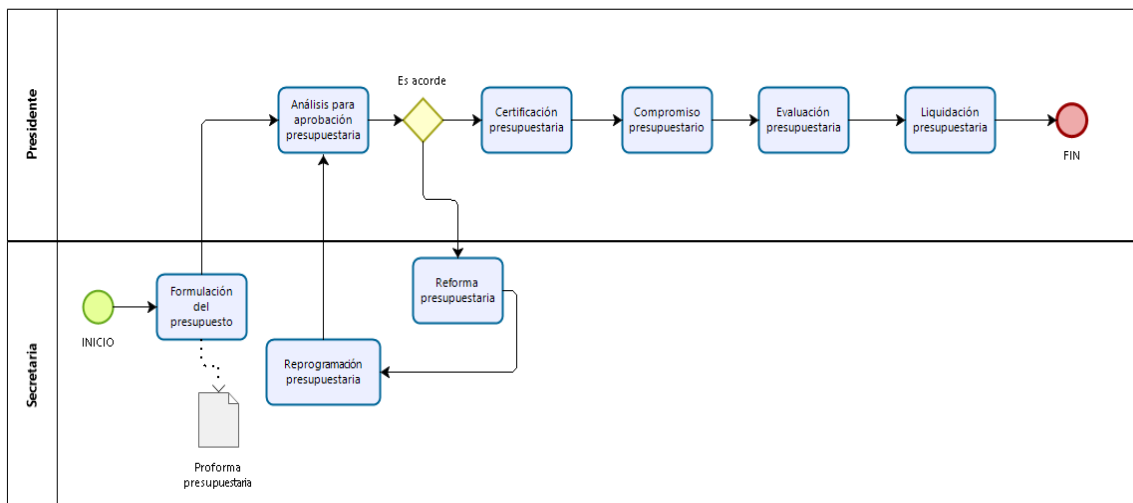 Presidente
Es acorde
Análisis para
aprobación
presupuestaria
Certificación
presupuestaria
Compromiso
presupuestario
Evaluación
presupuestaria
Liquidación
presupuestaria
FIN
Secretaria
INICIO
Formulación
del
presupuesto
Reforma
presupuestaria
Reprogramación
presupuestaria
Proforma
presupuestaria